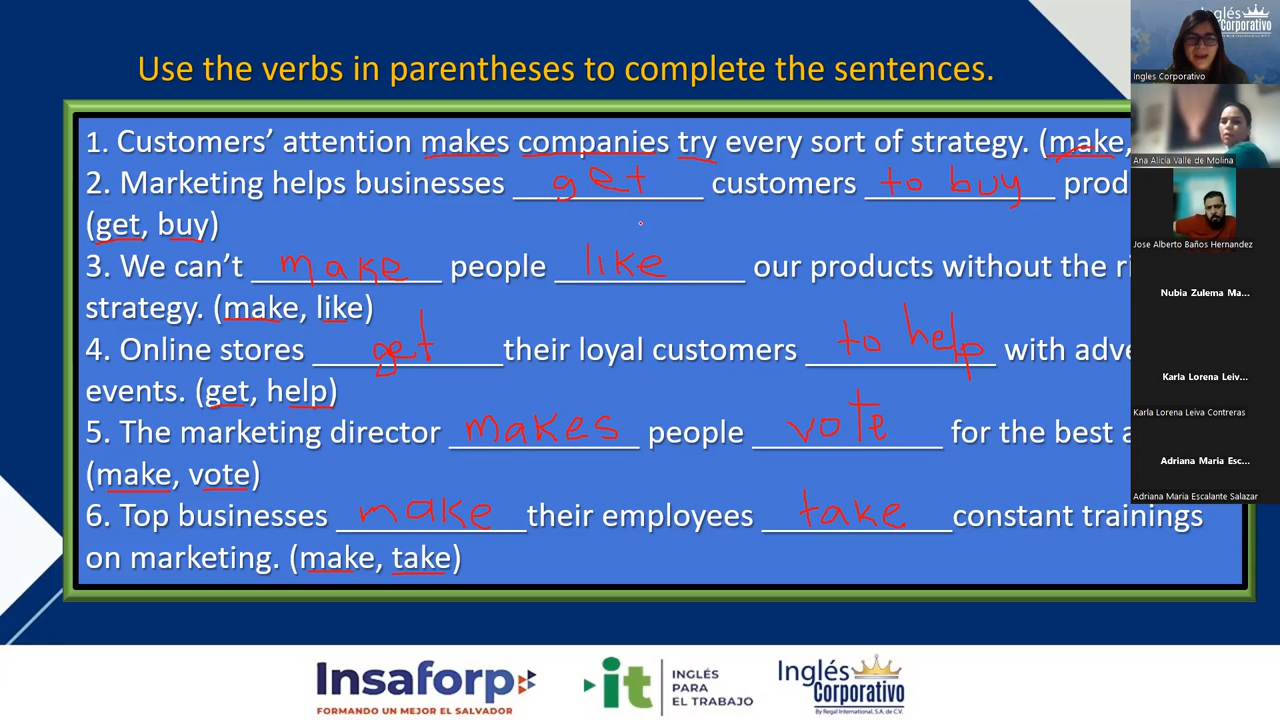 Use the verbs in parentheses to complete the sentences.
1. Customers' attention makes companies try every sort of strategy. (make,
2. Marketing helps businesses get customers to buy
(get, buy)
3. We can't make people like our products without the
strategy. (make, like)
4. Online stores get their loyal customers to help with
events. (get, help)
5. The marketing director makes people vote for the best
(make, vote)
6. Top businesses make their employees take constant trainings
on marketing. (make, take)
Inglés
Corporativo
Ingles Corporativo
Ana Alicia Valle de Molina
Jose Alberto Baños Hernandez
Nubia Zulema Ma...
Karla Lorena Leiv...
Karla Lorena Leiva Contreras
Adriana Maria Esc...
Adriana Maria Escalante Salazar
Insaforp
FORMANDO UN MEJOR EL SALVADOR
it
INGLÉS
PARA
EL TRABAJO
Inglés
Corporativo
By Regal International, S.A. de C.V.